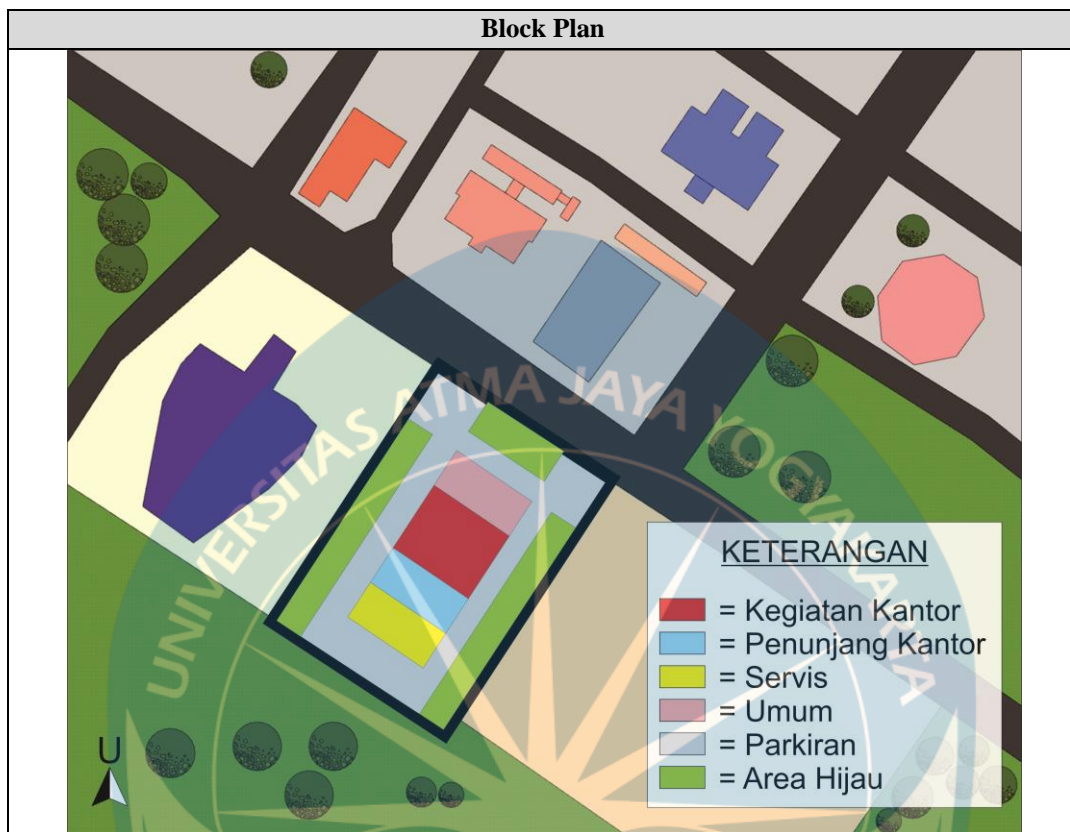 Block Plan
UNIVERSITAS ATMA JAYA YOGYAKARTA
KETERANGAN
= Kegiatan Kantor
= Penunjang Kantor
= Servis
= Umum
= Parkiran
= Area Hijau
U